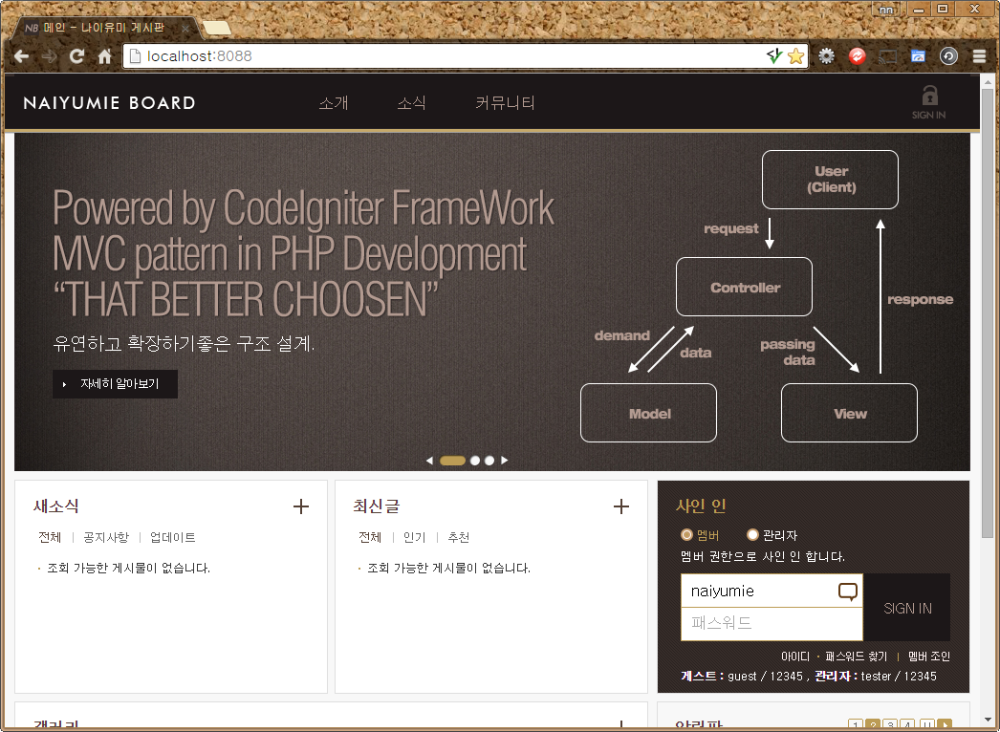 NB 메인 - 나이유미 게시판
localhost:8088
NAIYUMIE BOARD 소개 소식 커뮤니티
SIGN IN
Powered by CodeIgniter FrameWork
MVC pattern in PHP Development
“THAT BETTER CHOOSEN”
유연하고 확장하기좋은 구조 설계.
자세히 알아보기
User
(Client)
request
Controller
response
demand
data
passing
data
Model
View
새소식
전체 | 공지사항 | 업데이트
· 조회 가능한 게시물이 없습니다.
최신글
전체 | 인기 | 추천
· 조회 가능한 게시물이 없습니다.
사인 인
멤버 관리자
멤버 권한으로 사인 인 합니다.
naiyumie
패스워드
SIGN IN
아이디 · 패스워드 찾기 | 멤버 조인
게스트 : guest / 12345 , 관리자 : tester / 12345
갤러리
알림판
1 2 3 4